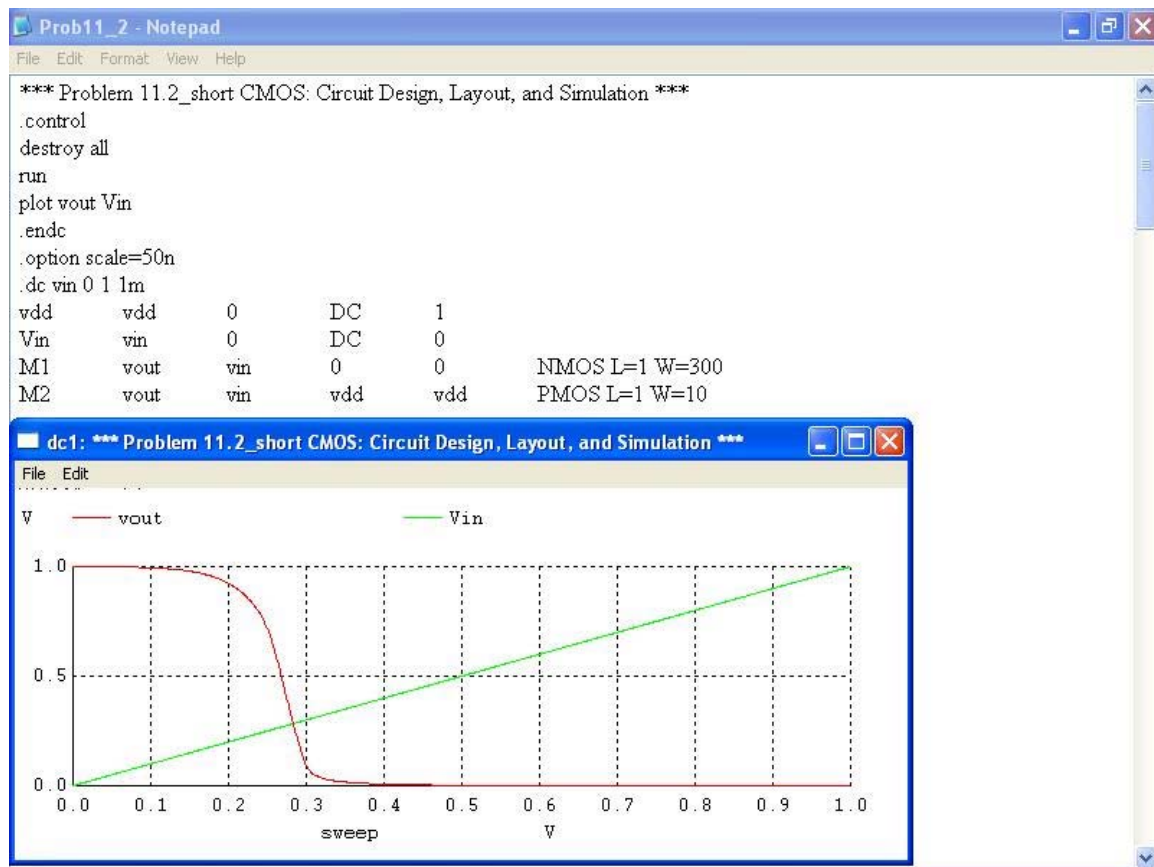 Prob11_2 - Notepad
File Edit Format View Help
*** Problem 11.2_short CMOS: Circuit Design, Layout, and Simulation ***
.control
destroy all
run
plot vout Vin
.endc
.option scale=50n
.dc vin 0 1 1m
vdd vdd 0 DC 1
Vin vin 0 DC 0
M1 vout vin 0 0 NMOS L=1 W=300
M2 vout vin vdd vdd PMOS L=1 W=10
dc1: *** Problem 11.2_short CMOS: Circuit Design, Layout, and Simulation ***
File Edit
V vout Vin
1.0
0.5
0.0
0.0 0.1 0.2 0.3 0.4 0.5 0.6 0.7 0.8 0.9 1.0
sweep V